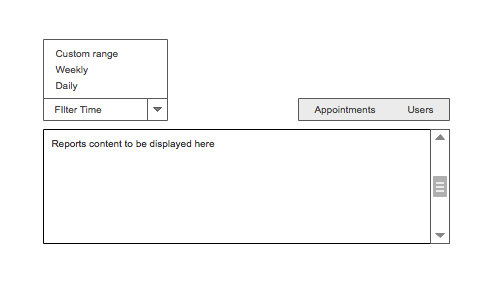 Custom range
Weekly
Daily
FIlter Time
Appointments Users
Reports content to be displayed here